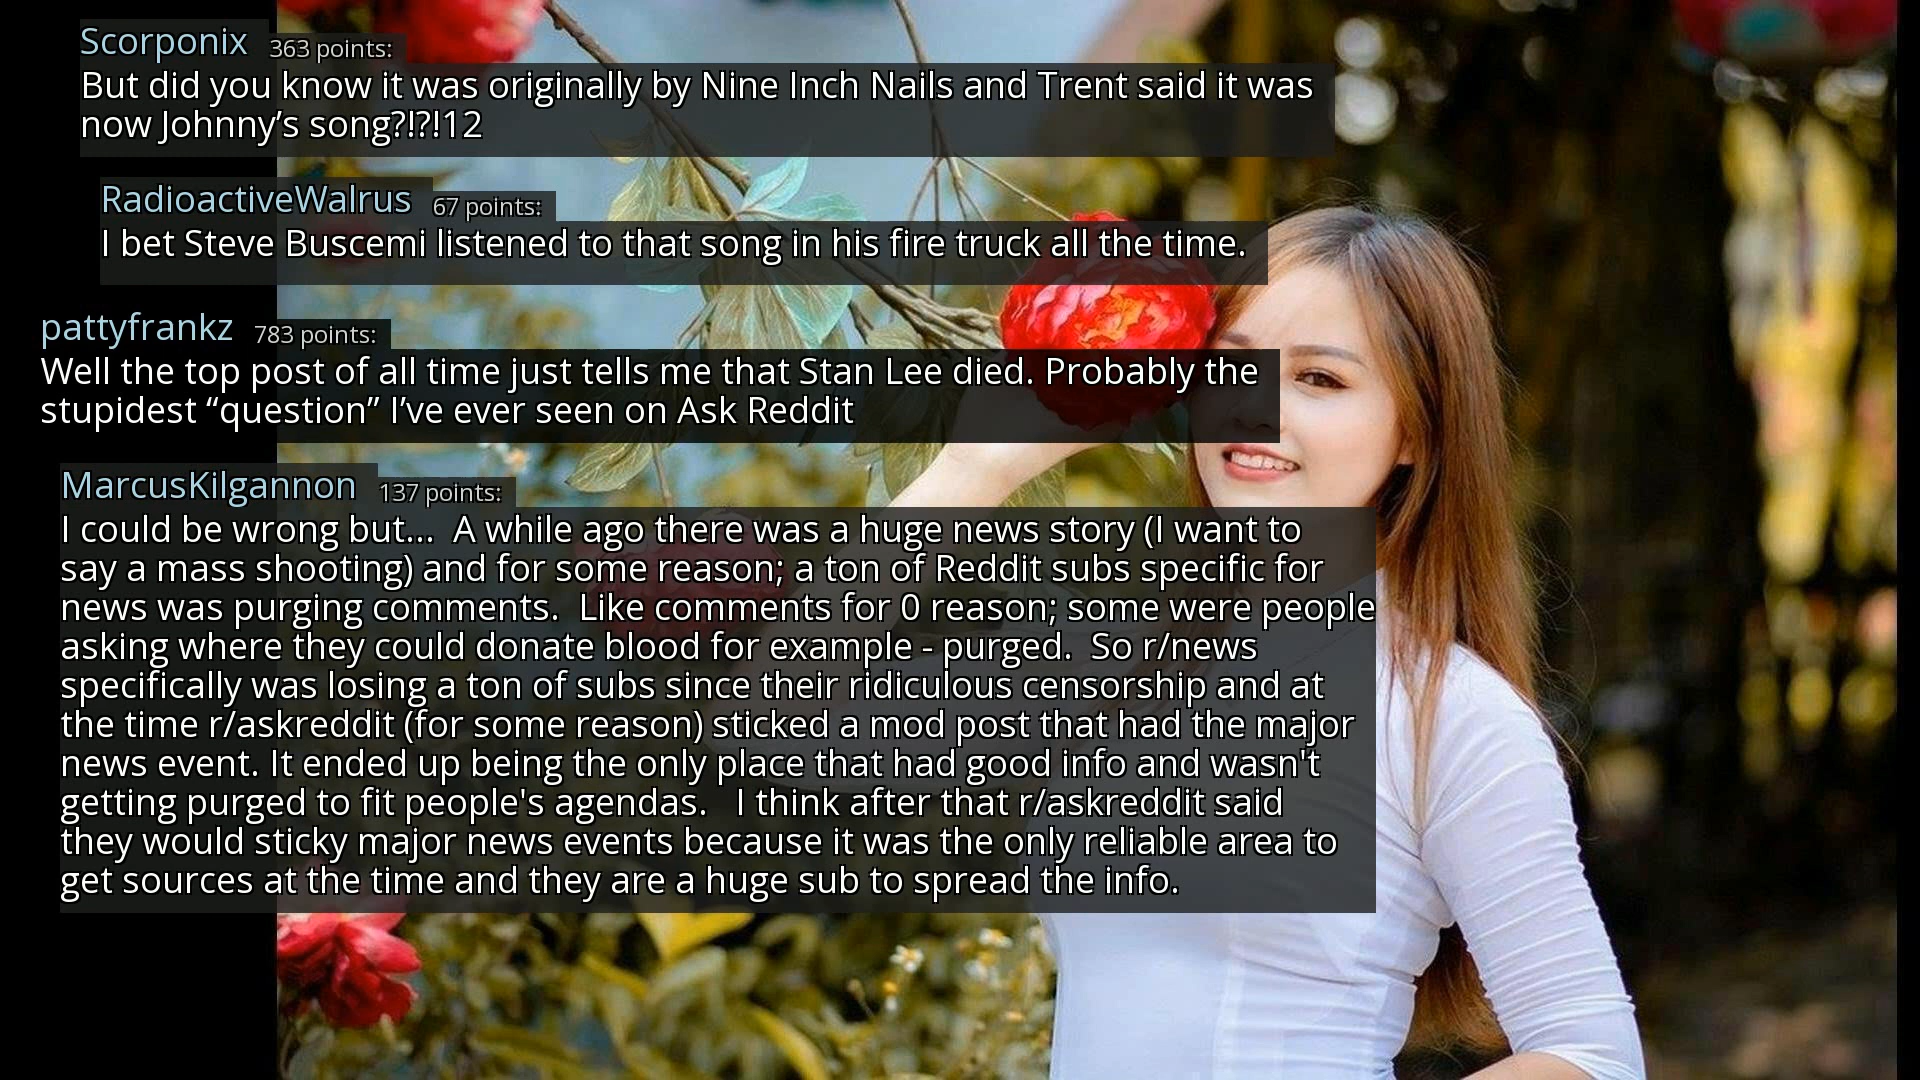 Scorponix 363 points:
But did you know it was originally by Nine Inch Nails and Trent said it was
now Johnny’s song?!?!12
RadioactiveWalrus 67 points:
I bet Steve Buscemi listened to that song in his fire truck all the time.
pattyfrankz 783 points:
Well the top post of all time just tells me that Stan Lee died. Probably the
stupidest “question” I’ve ever seen on Ask Reddit
MarcusKilgannon 137 points:
I could be wrong but...  A while ago there was a huge news story (I want to
say a mass shooting) and for some reason; a ton of Reddit subs specific for
news was purging comments.  Like comments for 0 reason; some were people
asking where they could donate blood for example - purged.  So r/news
specifically was losing a ton of subs since their ridiculous censorship and at
the time r/askreddit (for some reason) sticked a mod post that had the major
news event. It ended up being the only place that had good info and wasn't
getting purged to fit people's agendas.   I think after that r/askreddit said
they would sticky major news events because it was the only reliable area to
get sources at the time and they are a huge sub to spread the info.